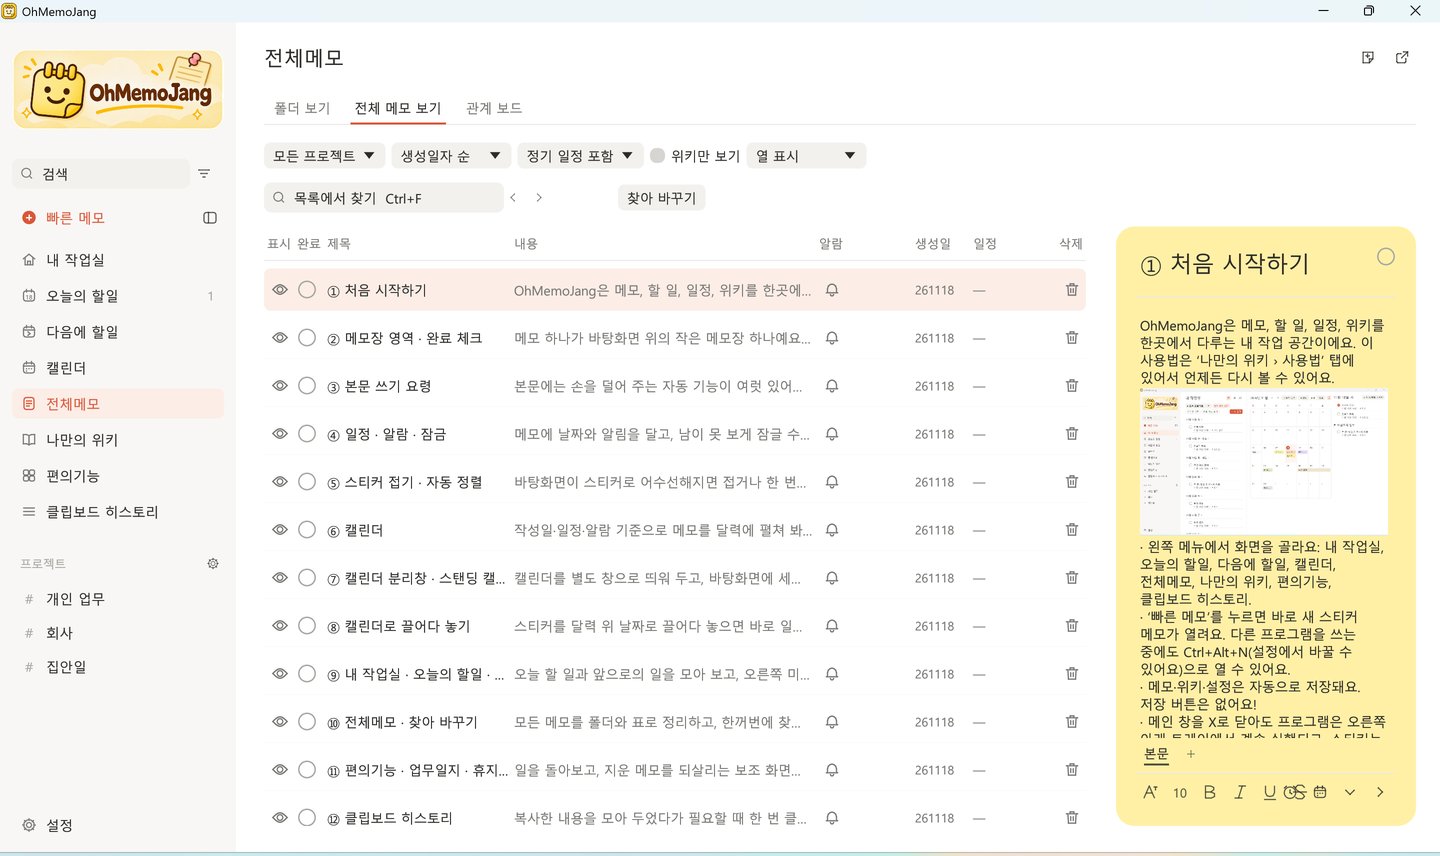 OhMemoJang
OhMemoJang
검색
빠른 메모
내 작업실
오늘의 할일 1
다음에 할일
캘린더
전체메모
나만의 위키
편의기능
클립보드 히스토리
프로젝트
# 개인 업무
# 회사
# 집안일
설정
전체메모
폴더 보기 전체 메모 보기 관계 보드
모든 프로젝트 생성일자 순 정기 일정 포함 위키만 보기 열 표시
목록에서 찾기 Ctrl+F 찾아 바꾸기
표시 완료 제목 내용 알람 생성일 일정 삭제
① 처음 시작하기 OhMemoJang은 메모, 할 일, 일정, 위키를 한곳에... 261118 —
② 메모장 영역 · 완료 체크 메모 하나가 바탕화면 위의 작은 메모장 하나예요... 261118 —
③ 본문 쓰기 요령 본문에는 손을 덜어 주는 자동 기능이 여럿 있어... 261118 —
④ 일정 · 알람 · 잠금 메모에 날짜와 알림을 달고, 남이 못 보게 잠글 수... 261118 —
⑤ 스티커 접기 · 자동 정렬 바탕화면이 스티커로 어수선해지면 접거나 한 번... 261118 —
⑥ 캘린더 작성일·일정·알람 기준으로 메모를 달력에 펼쳐 봐... 261118 —
⑦ 캘린더 분리창 · 스탠딩 캘... 캘린더를 별도 창으로 띄워 두고, 바탕화면에 세... 261118 —
⑧ 캘린더로 끌어다 놓기 스티커를 달력 위 날짜로 끌어다 놓으면 바로 일... 261118 —
⑨ 내 작업실 · 오늘의 할일 · ... 오늘 할 일과 앞으로의 일을 모아 보고, 오른쪽 미... 261118 —
⑩ 전체메모 · 찾아 바꾸기 모든 메모를 폴더와 표로 정리하고, 한꺼번에 찾... 261118 —
⑪ 편의기능 · 업무일지 · 휴지... 일을 돌아보고, 지운 메모를 되살리는 보조 화면... 261118 —
⑫ 클립보드 히스토리 복사한 내용을 모아 두었다가 필요할 때 한 번 클... 261118 —
① 처음 시작하기
OhMemoJang은 메모, 할 일, 일정, 위키를
한곳에서 다루는 내 작업 공간이에요. 이
사용법은 ‘나만의 위키 › 사용법’ 탭에
있어서 언제든 다시 볼 수 있어요.
OhMemoJang
· 왼쪽 메뉴에서 화면을 골라요: 내 작업실,
오늘의 할일, 다음에 할일, 캘린더,
전체메모, 나만의 위키, 편의기능,
클립보드 히스토리.
· ‘빠른 메모’를 누르면 바로 새 스티커
메모가 열려요. 다른 프로그램을 쓰는
중에도 Ctrl+Alt+N(설정에서 바꿀 수
있어요)으로 열 수 있어요.
· 메모·위키·설정은 자동으로 저장돼요.
저장 버튼은 없어요!
· 메인 창을 X로 닫아도 프로그램은 오른쪽
본문 +
10 B I U S